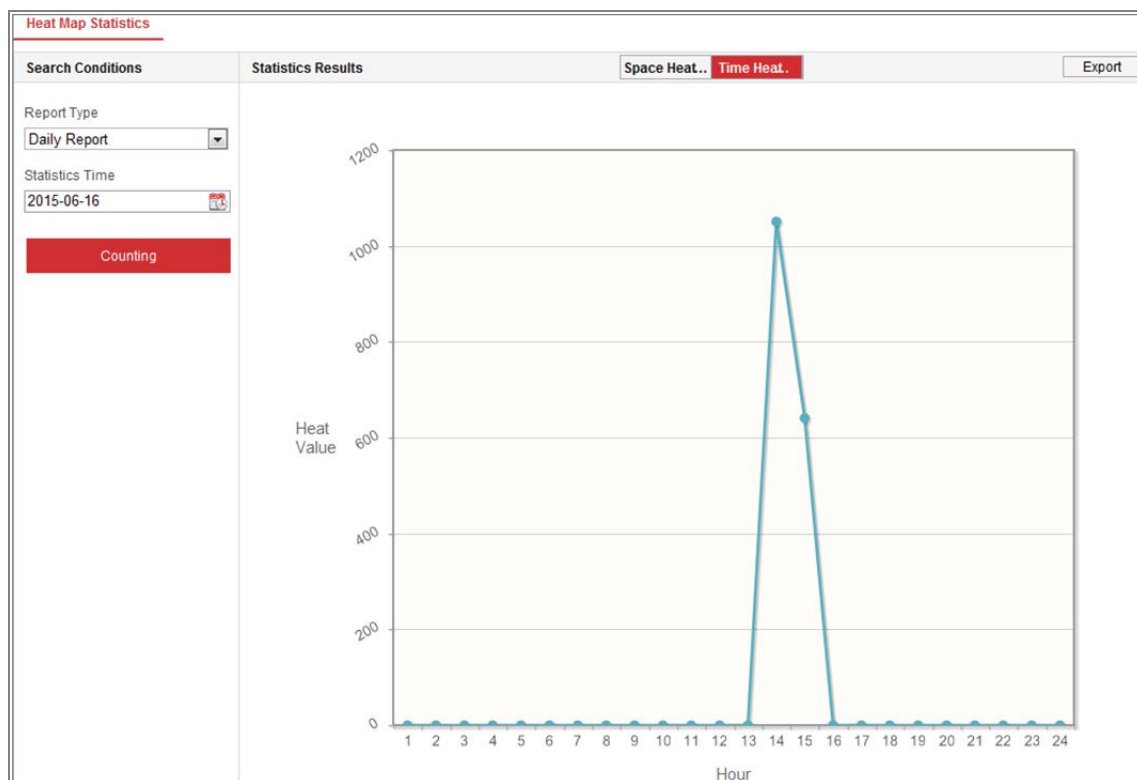 Heat Map Statistics
Search Conditions
Statistics Results
Space Heat...
Time Heat..
Export
Report Type
Daily Report
Statistics Time
2015-06-16
Counting
1200
1000
800
600
400
200
0
Heat
Value
1 2 3 4 5 6 7 8 9 10 11 12 13 14 15 16 17 18 19 20 21 22 23 24
Hour